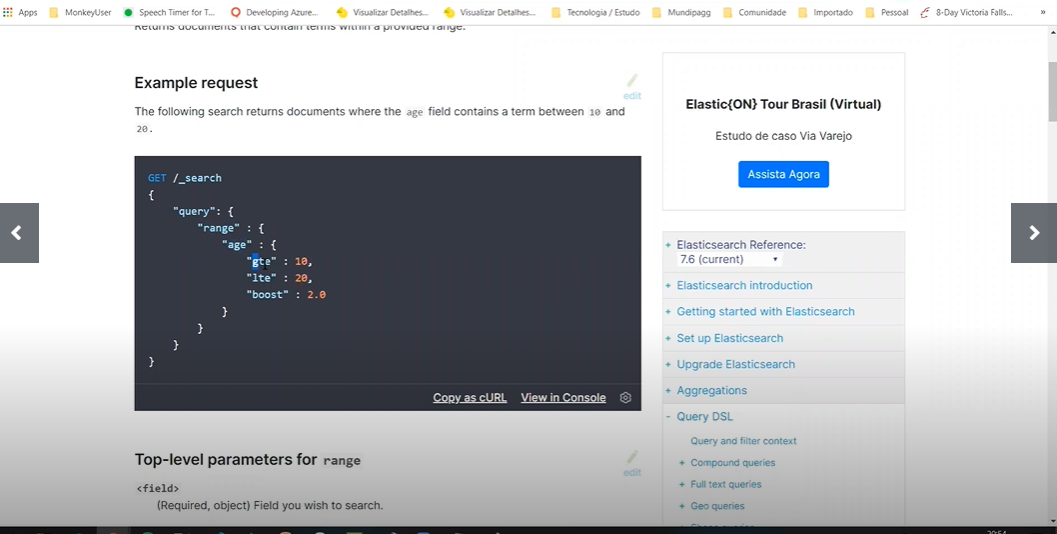 Apps MonkeyUser Speech Timer for T... Developing Azure... Visualizar Detalhes... Visualizar Detalhes... Tecnologia / Estudo Mundipagg Comunidade Importado Pessoal 8-Day Victoria Falls... »
Returns documents that contain terms within a provided range.
Example request
edit
The following search returns documents where the age field contains a term between 10 and
20.
GET /_search
{
"query": {
"range" : {
"age" : {
"gte" : 10,
"lte" : 20,
"boost" : 2.0
}
}
}
}
Copy as cURL View in Console
Top-level parameters for range
edit
<field>
(Required, object) Field you wish to search.
Elastic{ON} Tour Brasil (Virtual)
Estudo de caso Via Varejo
Assista Agora
+ Elasticsearch Reference:
7.6 (current)
+ Elasticsearch introduction
+ Getting started with Elasticsearch
+ Set up Elasticsearch
+ Upgrade Elasticsearch
+ Aggregations
- Query DSL
Query and filter context
+ Compound queries
+ Full text queries
+ Geo queries
20:54